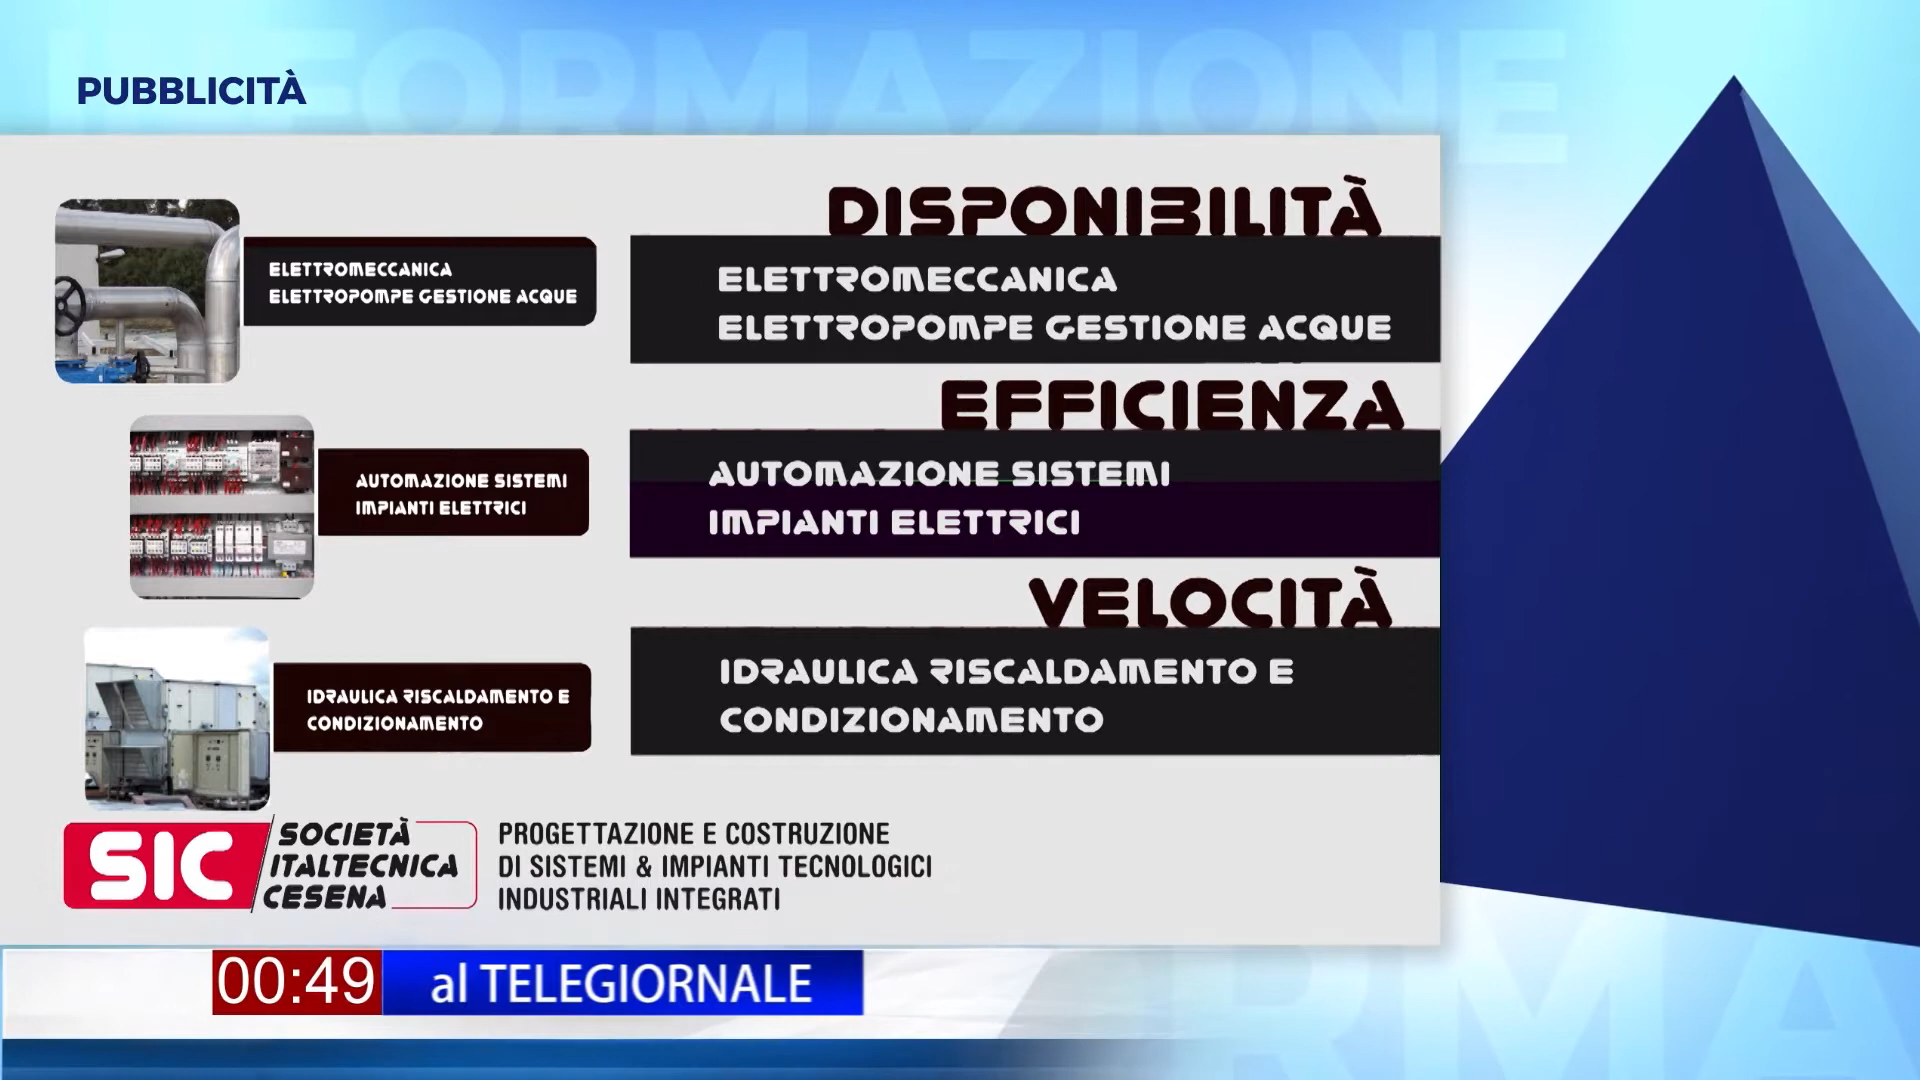 INFORMAZIONE
PUBBLICITÀ
DISPONIBILITÀ
ELETTROMECCANICA
ELETTROPOMPE GESTIONE ACQUE
ELETTROMECCANICA
ELETTROPOMPE GESTIONE ACQUE
EFFICIENZA
AUTOMAZIONE SISTEMI
IMPIANTI ELETTRICI
AUTOMAZIONE SISTEMI
IMPIANTI ELETTRICI
VELOCITÀ
IDRAULICA RISCALDAMENTO E
CONDIZIONAMENTO
IDRAULICA RISCALDAMENTO E
CONDIZIONAMENTO
SIC
SOCIETÀ
ITALTECNICA
CESENA
PROGETTAZIONE E COSTRUZIONE
DI SISTEMI & IMPIANTI TECNOLOGICI
INDUSTRIALI INTEGRATI
00:49 al TELEGIORNALE
RMA